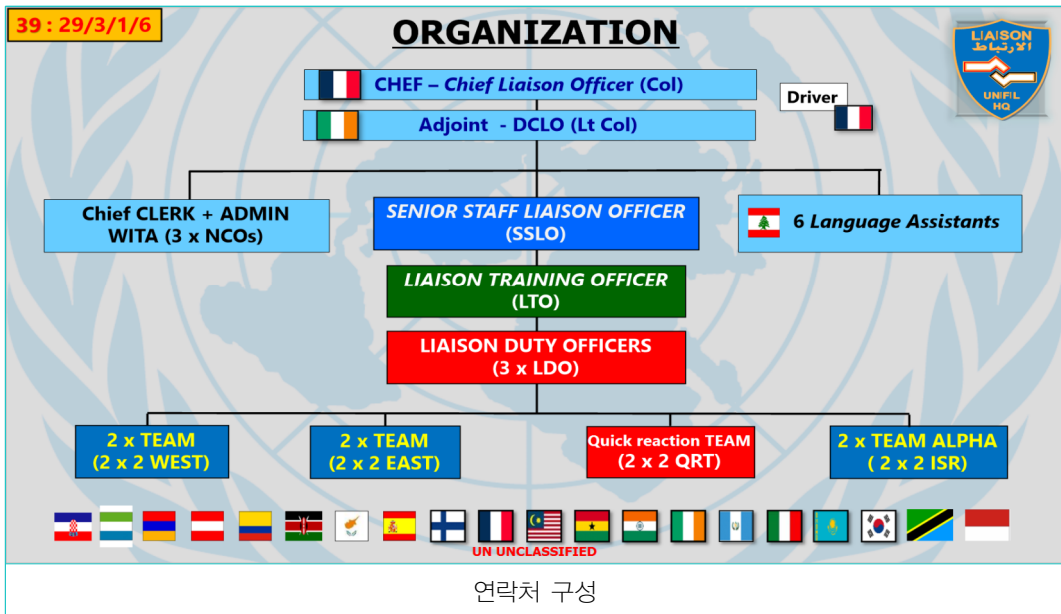 39 : 29/3/1/6
ORGANIZATION
LIAISON
الارتباط
UNIFIL
HQ
CHEF – Chief Liaison Officer (Col)
Driver
Adjoint - DCLO (Lt Col)
Chief CLERK + ADMIN
WITA (3 x NCOs)
SENIOR STAFF LIAISON OFFICER
(SSLO)
6 Language Assistants
LIAISON TRAINING OFFICER
(LTO)
LIAISON DUTY OFFICERS
(3 x LDO)
2 x TEAM
(2 x 2 WEST)
2 x TEAM
(2 x 2 EAST)
Quick reaction TEAM
(2 x 2 QRT)
2 x TEAM ALPHA
( 2 x 2 ISR)
UN UNCLASSIFIED
연락처 구성